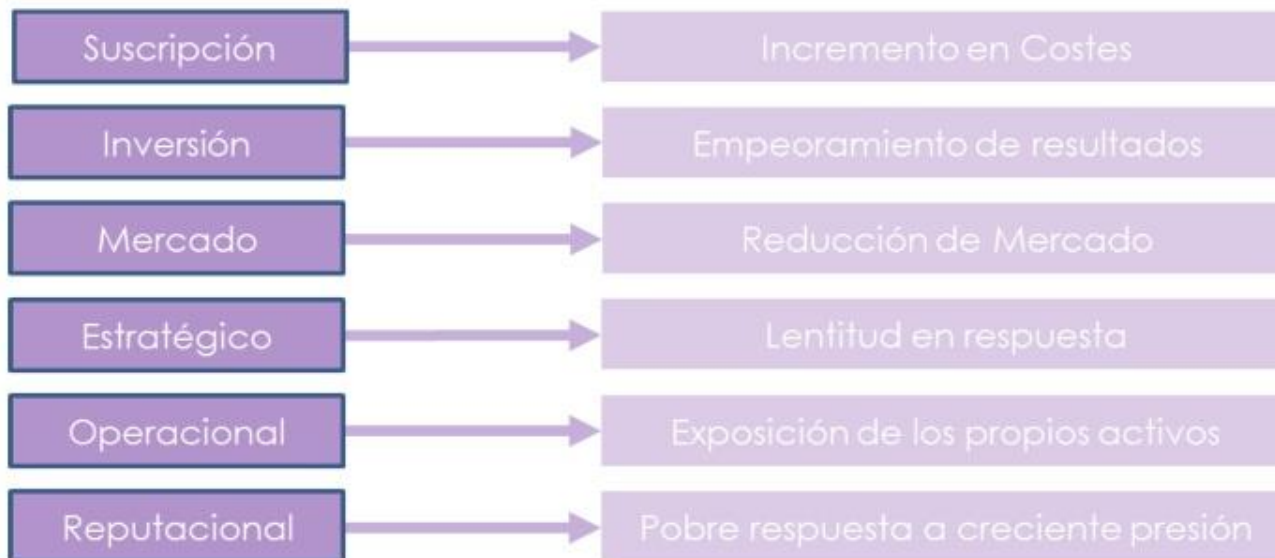 Suscripción
Incremento en Costes
Inversión
Empeoramiento de resultados
Mercado
Reducción de Mercado
Estratégico
Lentitud en respuesta
Operacional
Exposición de los propios activos
Reputacional
Pobre respuesta a creciente presión